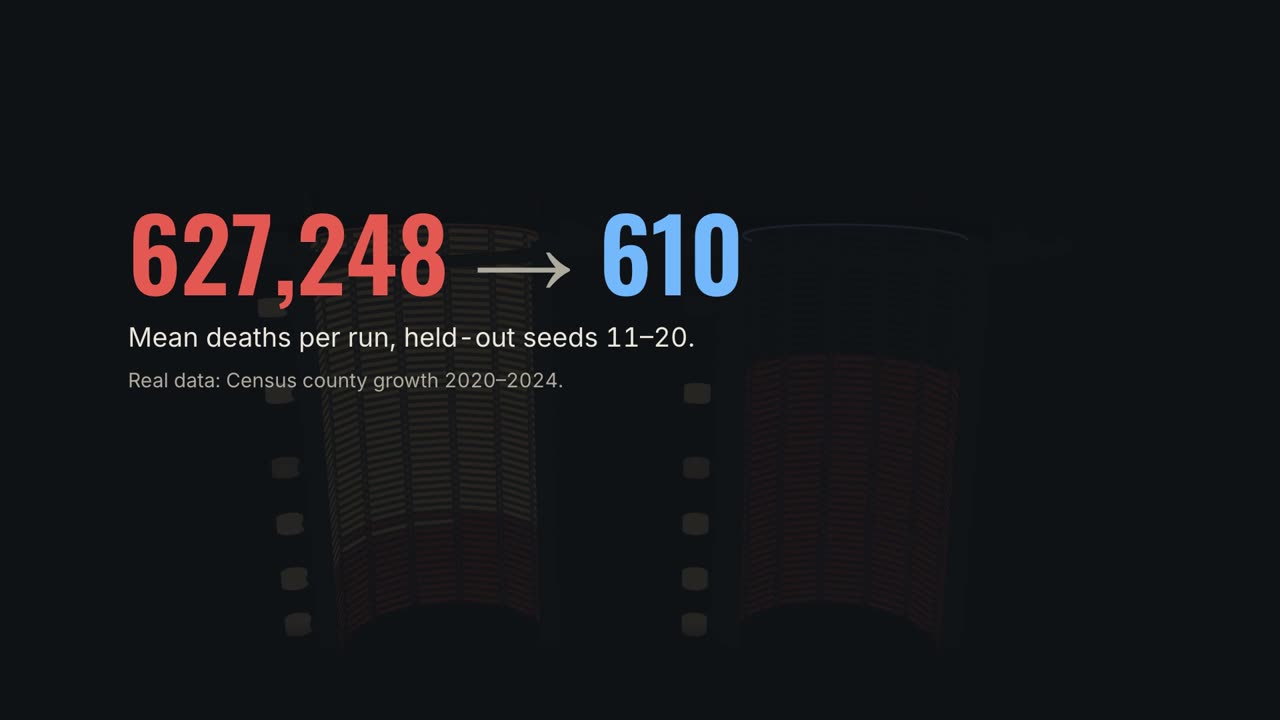 627,248 → 610
Mean deaths per run, held-out seeds 11–20.
Real data: Census county growth 2020–2024.